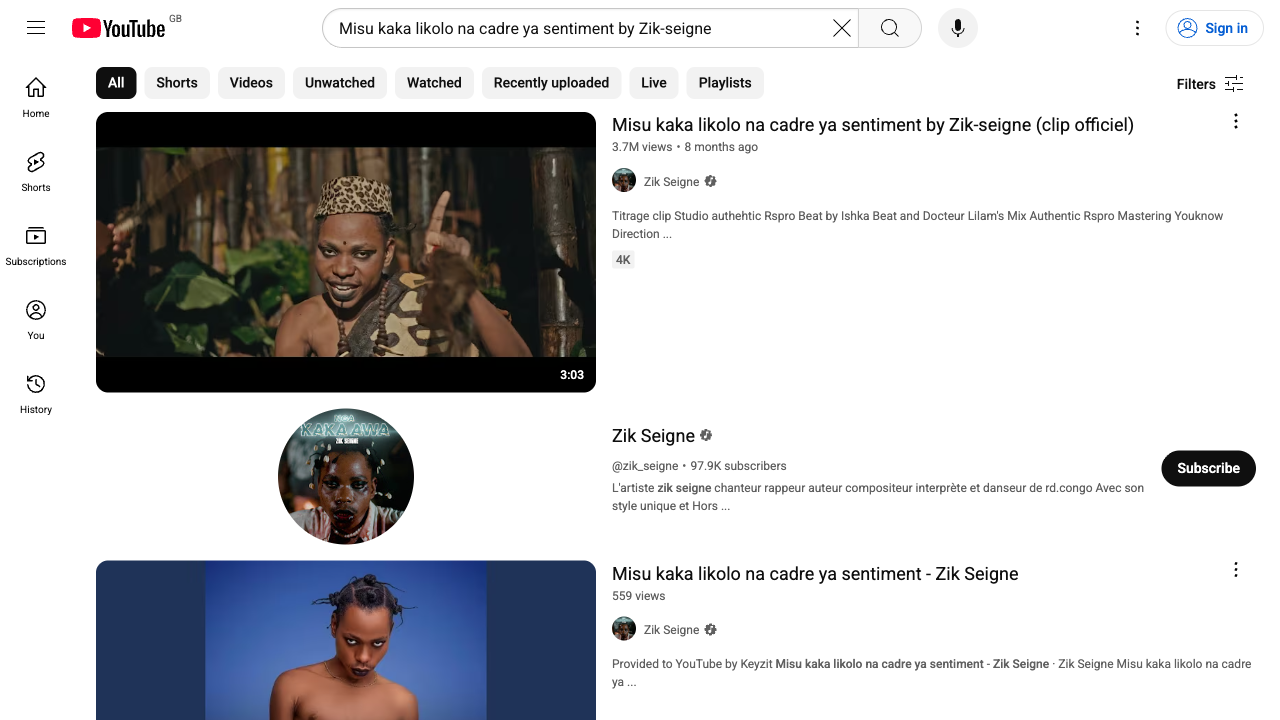 YouTube GB
Misu kaka likolo na cadre ya sentiment by Zik-seigne
Sign in
Home
Shorts
Subscriptions
You
History
All
Shorts
Videos
Unwatched
Watched
Recently uploaded
Live
Playlists
Filters
3:03
Misu kaka likolo na cadre ya sentiment by Zik-seigne (clip officiel)
3.7M views • 8 months ago
Zik Seigne
Titrage clip Studio authehtic Rspro Beat by Ishka Beat and Docteur Lilam's Mix Authentic Rspro Mastering Youknow
Direction ...
4K
NGA
KAKA AWA
ZIK SEIGNE
Zik Seigne
@zik_seigne • 97.9K subscribers
L'artiste zik seigne chanteur rappeur auteur compositeur interprète et danseur de rd.congo Avec son
style unique et Hors ...
Subscribe
Misu kaka likolo na cadre ya sentiment - Zik Seigne
559 views
Zik Seigne
Provided to YouTube by Keyzit Misu kaka likolo na cadre ya sentiment - Zik Seigne · Zik Seigne Misu kaka likolo na cadre
ya ...